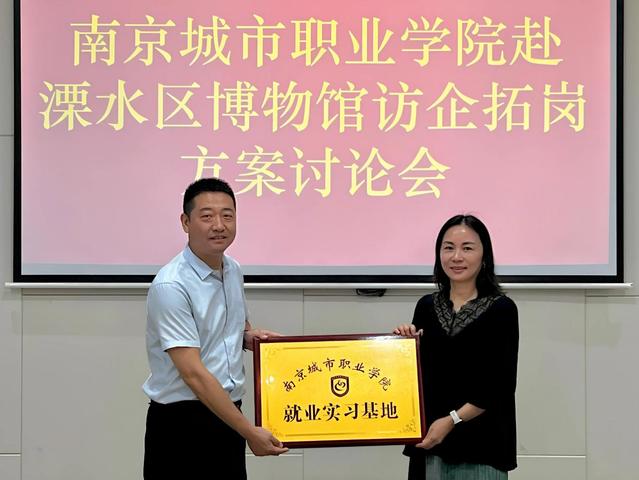 南京城市职业学院赴
溧水区博物馆访企拓岗
方案讨论会
南京城市职业学院
就业实习基地